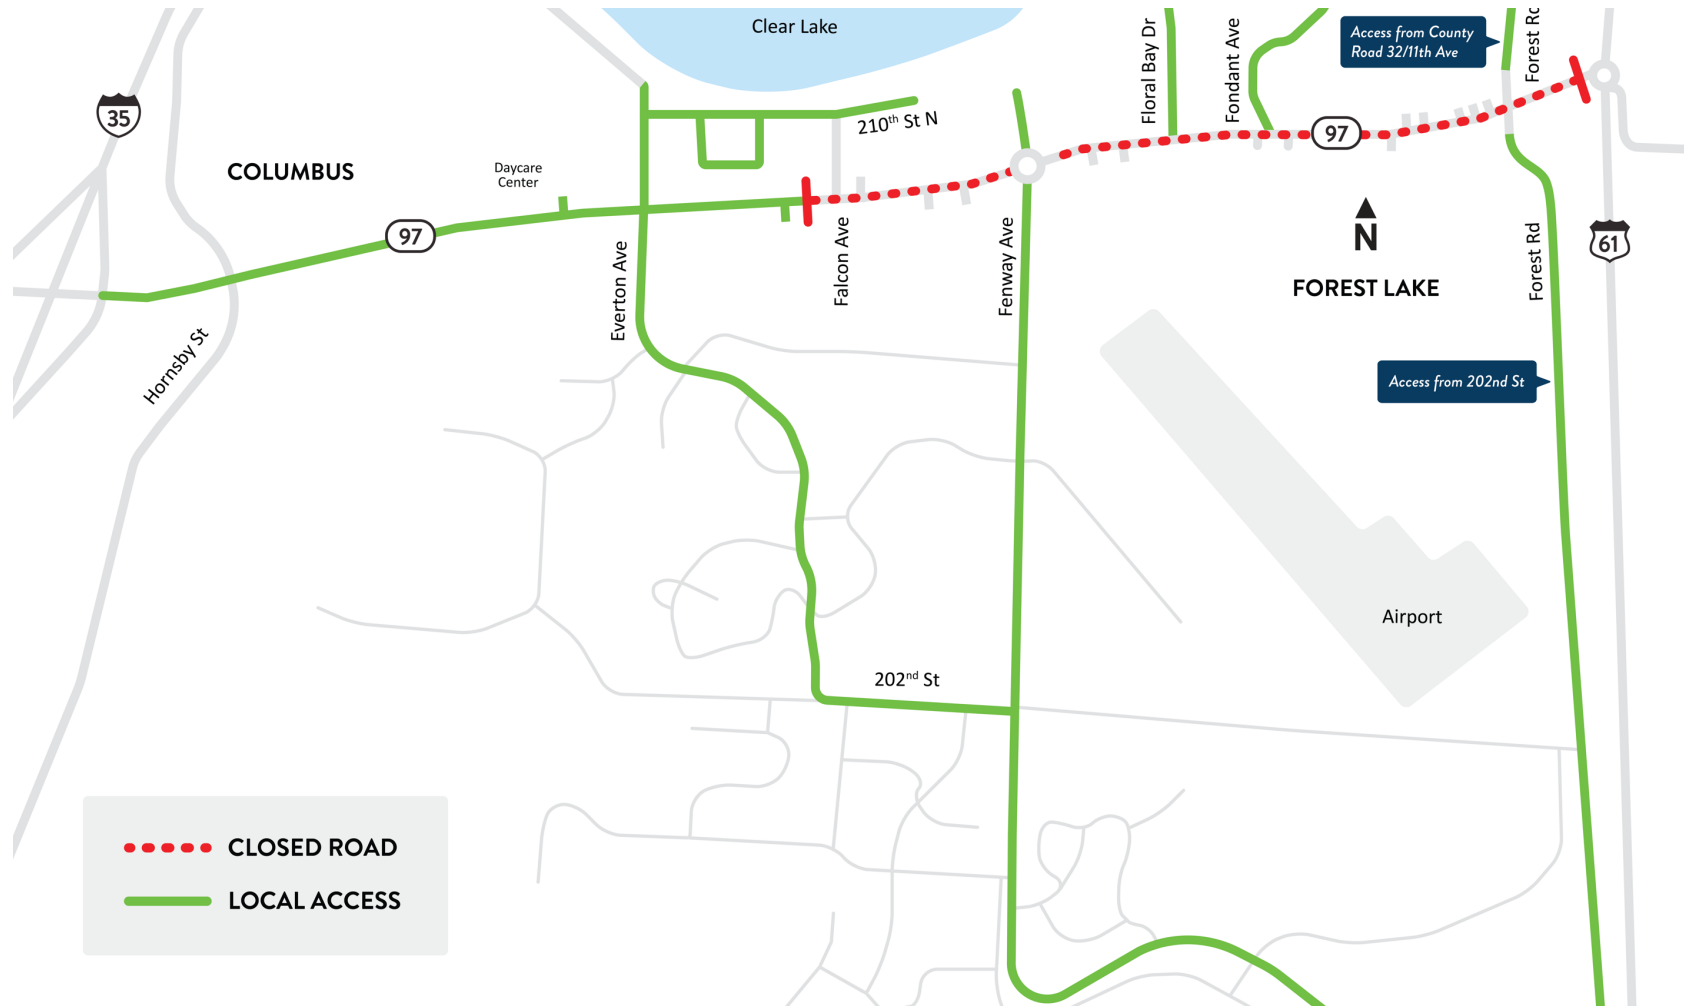 Clear Lake
Floral Bay Dr
Fondant Ave
Access from County
Road 32/11th Ave
35
210th St N
97
COLUMBUS
Daycare
Center
97
Everton Ave
Falcon Ave
Fenway Ave
N
FOREST LAKE
Forest Rd
61
Hornsby St
Access from 202nd St
Airport
202nd St
CLOSED ROAD
LOCAL ACCESS